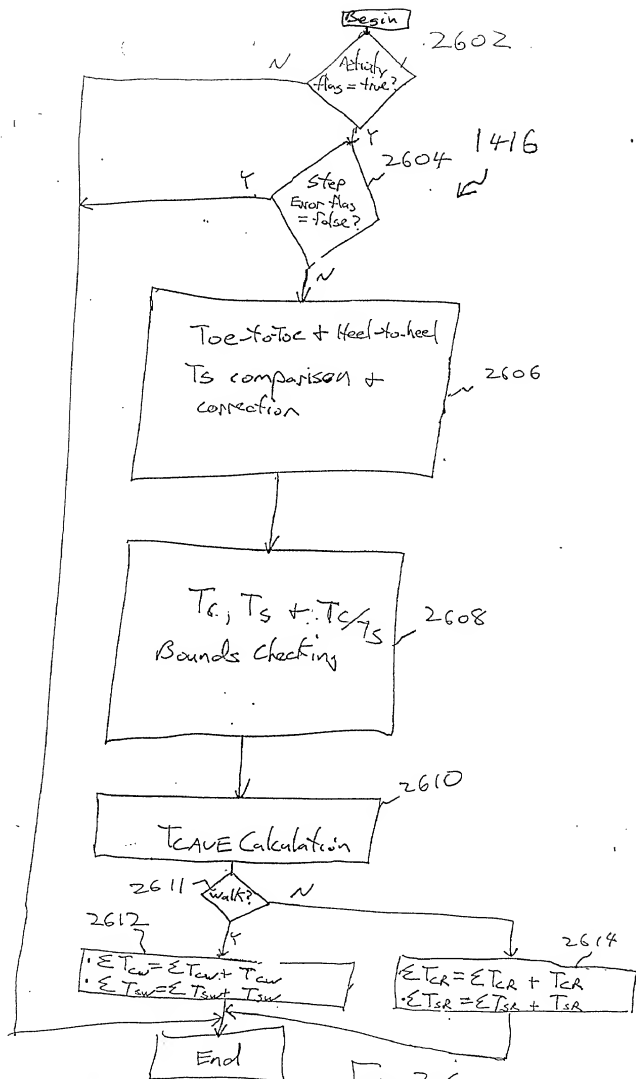 Begin
2602
N
Activity
flag = true?
Y
2604
1416
Y
Step
Error flag
= false?
N
Toe-to-Toe + Heel-to-heel
Ts comparison +
correction
2606
Tc, Ts + Tc/Ts
Bounds Checking
2608
2610
TCAVE Calculation
2611
walk?
N
2612
Y
2614
· ΣTcw = ΣTcw + Tcw
· ΣTsw = ΣTsw + Tsw
ΣTCR = ΣTCR + TCR
· ΣTSR = ΣTSR + TSR
End